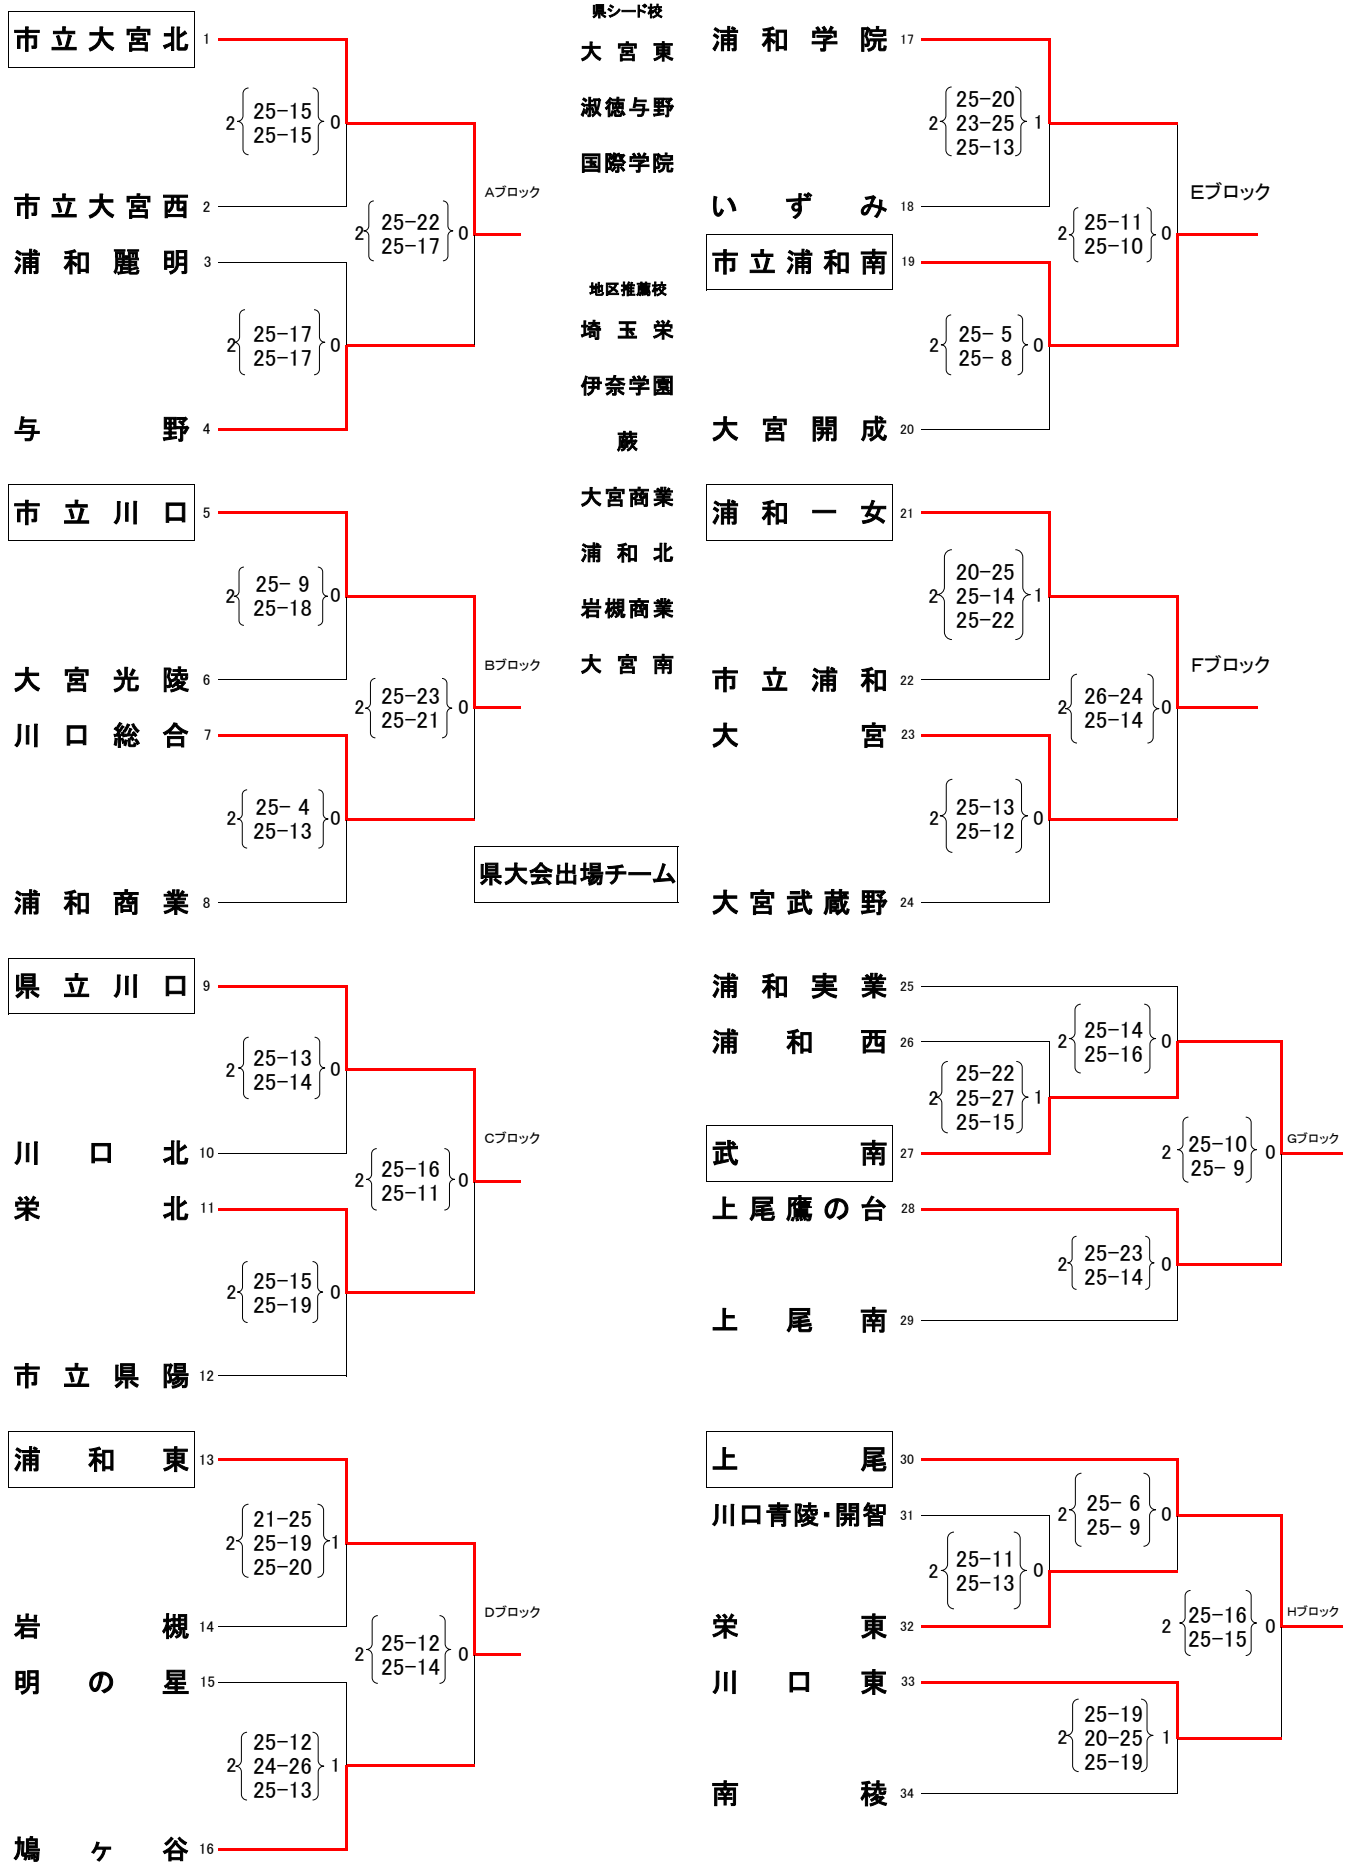 市立大宮北 1
2 25-15 0
25-15
市立大宮西 2
Aブロック
2 25-22 0
25-17
浦和麗明 3
2 25-17 0
25-17
与野 4
市立川口 5
2 25- 9 0
25-18
大宮光陵 6
Bブロック
2 25-23 0
25-21
川口総合 7
2 25- 4 0
25-13
浦和商業 8
県立川口 9
2 25-13 0
25-14
川口北 10
Cブロック
2 25-16 0
25-11
栄北 11
2 25-15 0
25-19
市立県陽 12
浦和東 13
2 21-25 1
25-19
25-20
岩槻 14
Dブロック
2 25-12 0
25-14
明の星 15
2 25-12 1
24-26
25-13
鳩ヶ谷 16
県シード校
大宮東
淑徳与野
国際学院
地区推薦校
埼玉栄
伊奈学園
蕨
大宮商業
浦和北
岩槻商業
大宮南
県大会出場チーム
浦和学院 17
2 25-20 1
23-25
25-13
いずみ 18
Eブロック
2 25-11 0
25-10
市立浦和南 19
2 25- 5 0
25- 8
大宮開成 20
浦和一女 21
2 20-25 1
25-14
25-22
市立浦和 22
Fブロック
2 26-24 0
25-14
大宮 23
2 25-13 0
25-12
大宮武蔵野 24
浦和実業 25
2 25-14 0
25-16
浦和西 26
2 25-22 1
25-27
25-15
武南 27
Gブロック
2 25-10 0
25- 9
上尾鷹の台 28
2 25-23 0
25-14
上尾南 29
上尾 30
2 25- 6 0
25- 9
川口青陵・開智 31
2 25-11 0
25-13
栄東 32
Hブロック
2 25-16 0
25-15
川口東 33
2 25-19 1
20-25
25-19
南稜 34